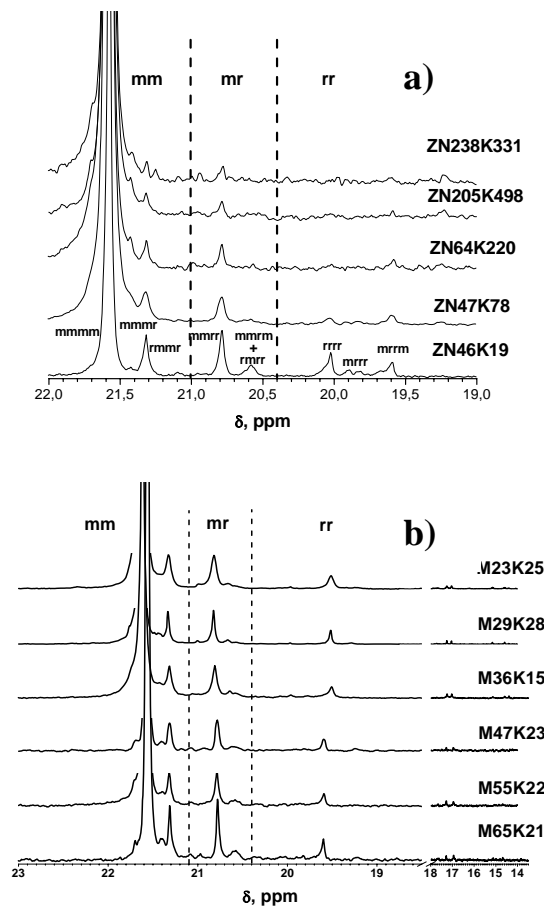 a)
mm mr rr
ZN238K331
ZN205K498
ZN64K220
ZN47K78
mmmm mmmr rmmr mmrr mmrm + rmrr rrrr mrrr mrrm
ZN46K19
22,0 21,5 21,0 20,5 20,0 19,5 19,0
δ, ppm
b)
mm mr rr
M23K25
M29K28
M36K15
M47K23
M55K22
M65K21
23 22 21 20 19 18 17 16 15 14
δ, ppm